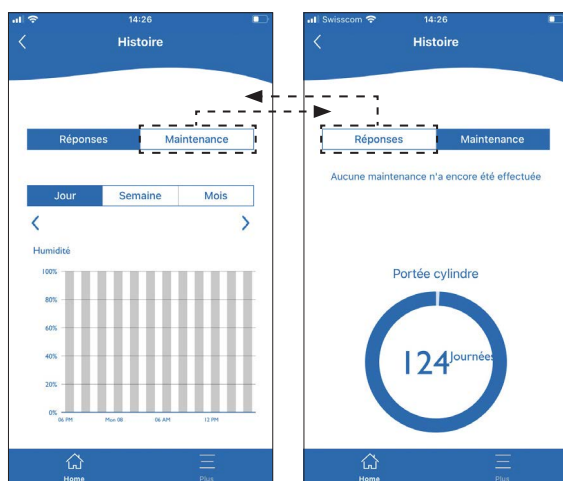 14:26
Histoire
Réponses Maintenance
Jour Semaine Mois
Humidité
100%
80%
60%
40%
20%
0%
06 PM Mon 08 06 AM 12 PM
Home Plus
Swisscom 14:26
Histoire
Réponses Maintenance
Aucune maintenance n'a encore été effectuée
Portée cylindre
124 Journées
Home Plus